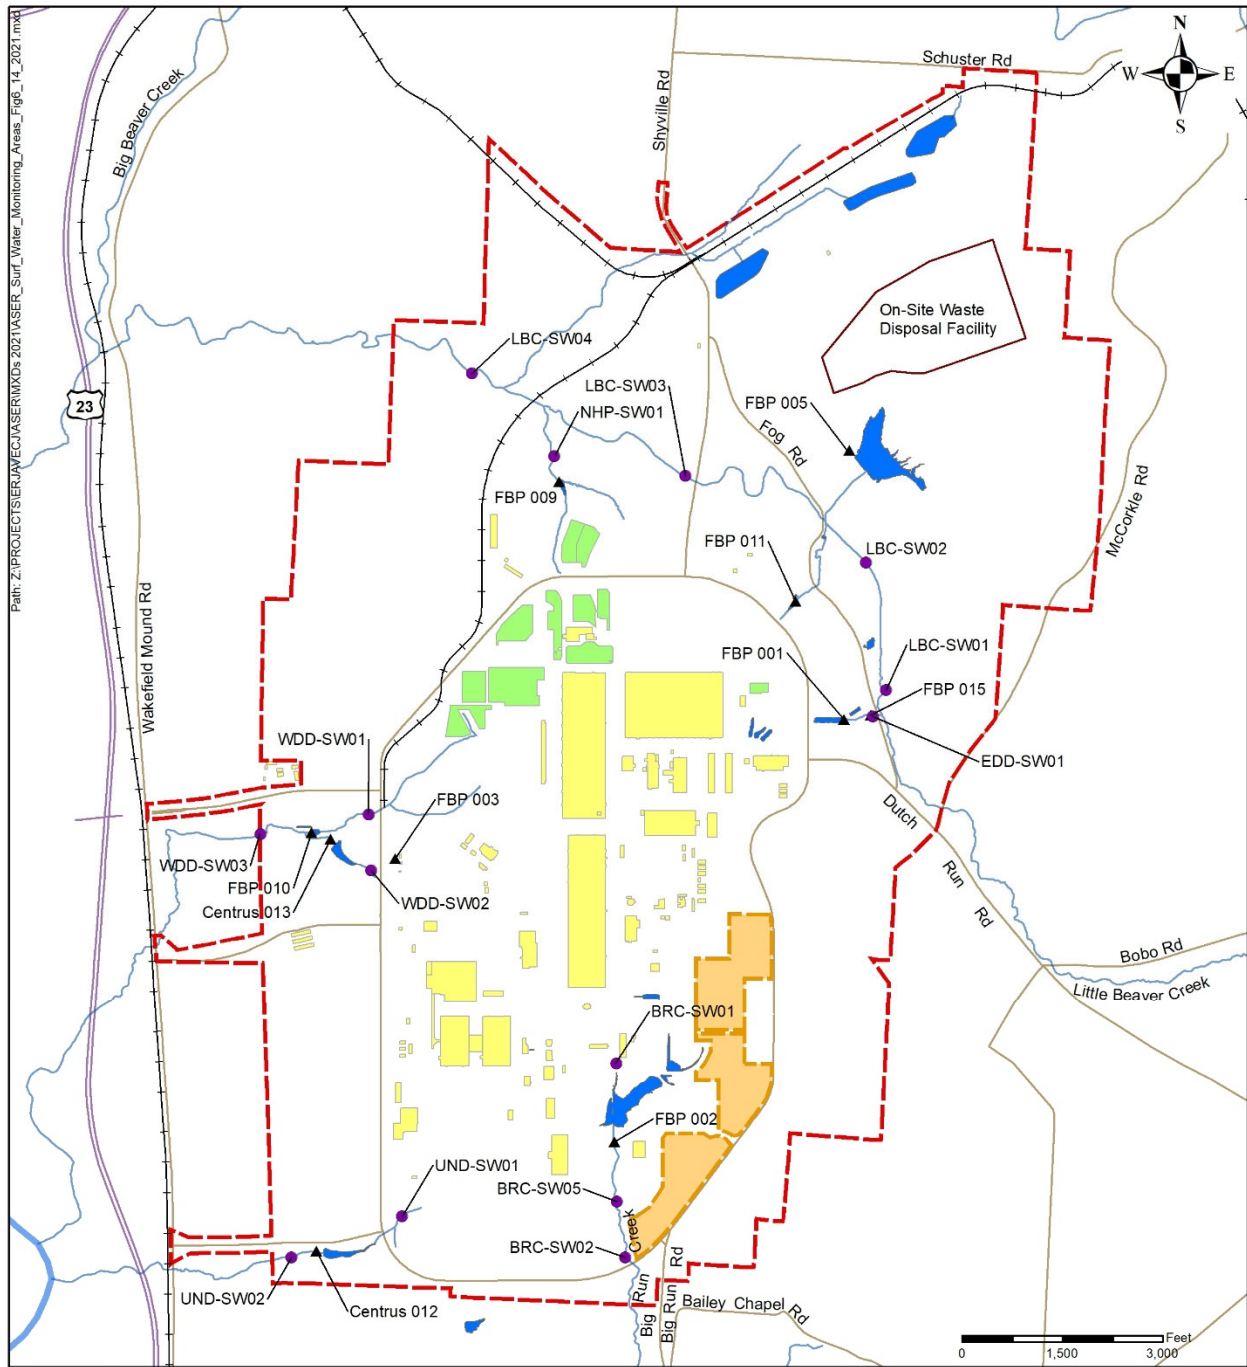 Path: Z:\PROJECTS\ERJAVECJ\ASER\MXDs 2021\ASER_Surf_Water_Monitoring_Areas_Fig6_14_2021.mxd
N
W
E
S
Schuster Rd
Shyville Rd
Big Beaver Creek
On-Site Waste
Disposal Facility
LBC-SW04
LBC-SW03
NHP-SW01
FBP 005
23
Fog Rd
McCorkle Rd
FBP 009
FBP 011
LBC-SW02
Wakefield Mound Rd
FBP 001
LBC-SW01
FBP 015
WDD-SW01
EDD-SW01
FBP 003
Dutch
Run
Rd
WDD-SW03
FBP 010
Centrus 013
WDD-SW02
Bobo Rd
Little Beaver Creek
BRC-SW01
FBP 002
UND-SW01
BRC-SW05
BRC-SW02
Big Run Creek
Big Run Rd
UND-SW02
Centrus 012
Bailey Chapel Rd
Feet
0
1,500
3,000